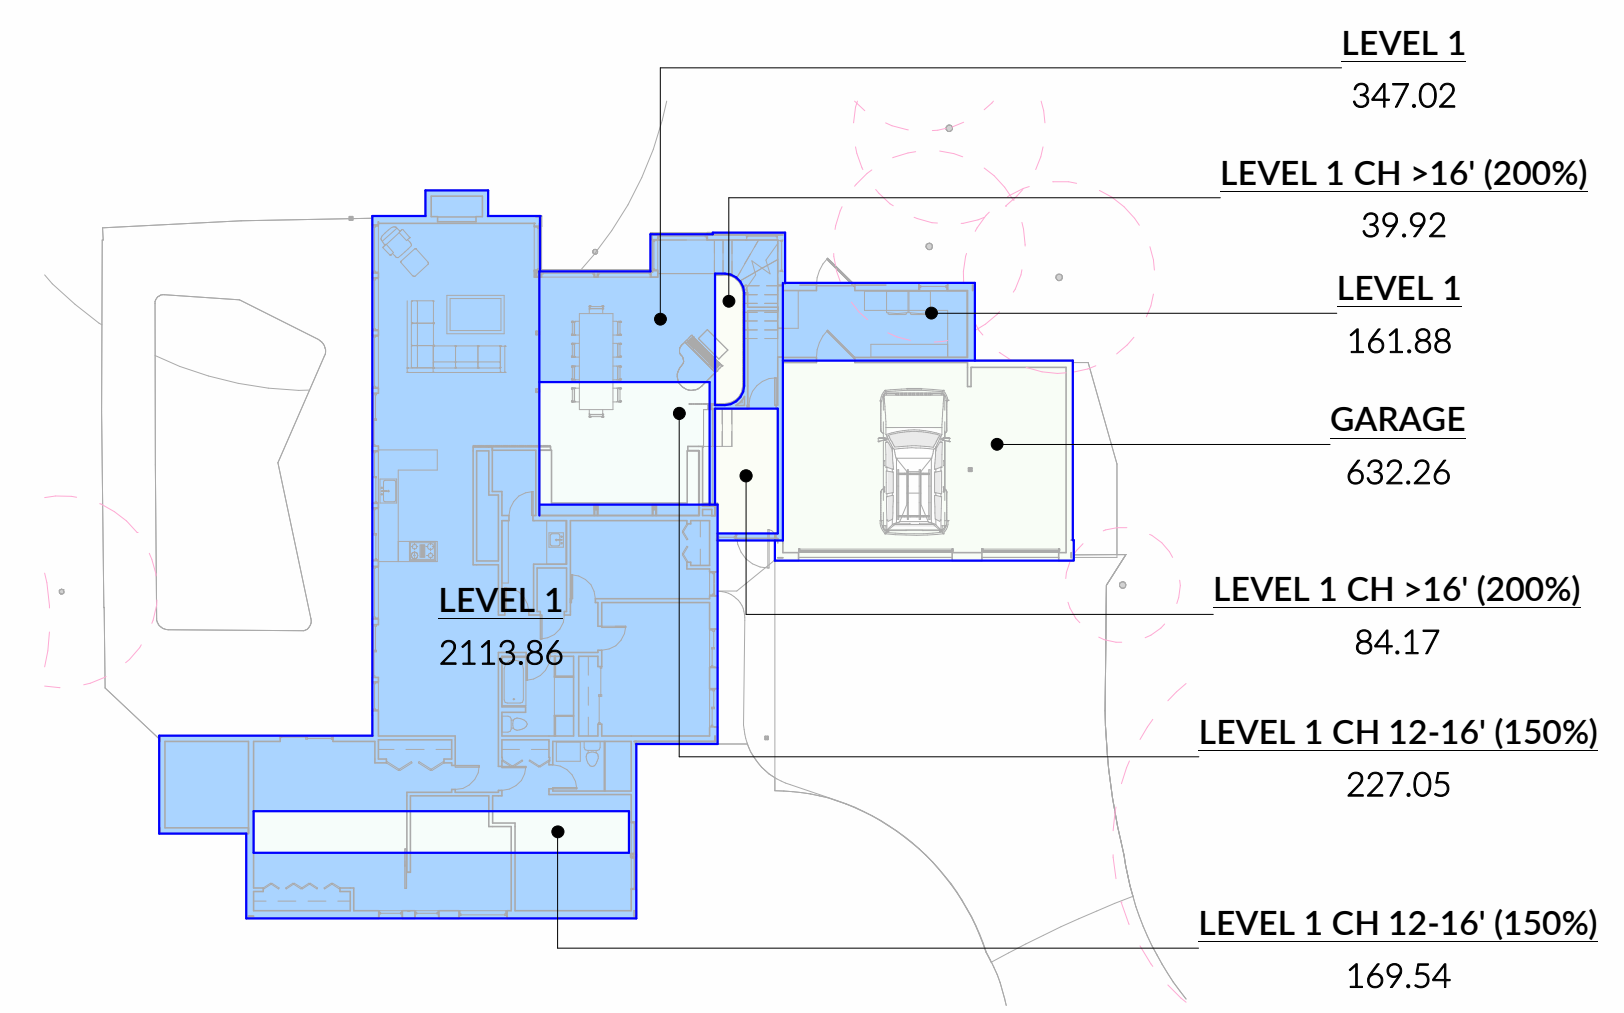 LEVEL 1
347.02
LEVEL 1 CH >16' (200%)
39.92
LEVEL 1
161.88
GARAGE
632.26
LEVEL 1 CH >16' (200%)
84.17
LEVEL 1
2113.86
LEVEL 1 CH 12-16' (150%)
227.05
LEVEL 1 CH 12-16' (150%)
169.54